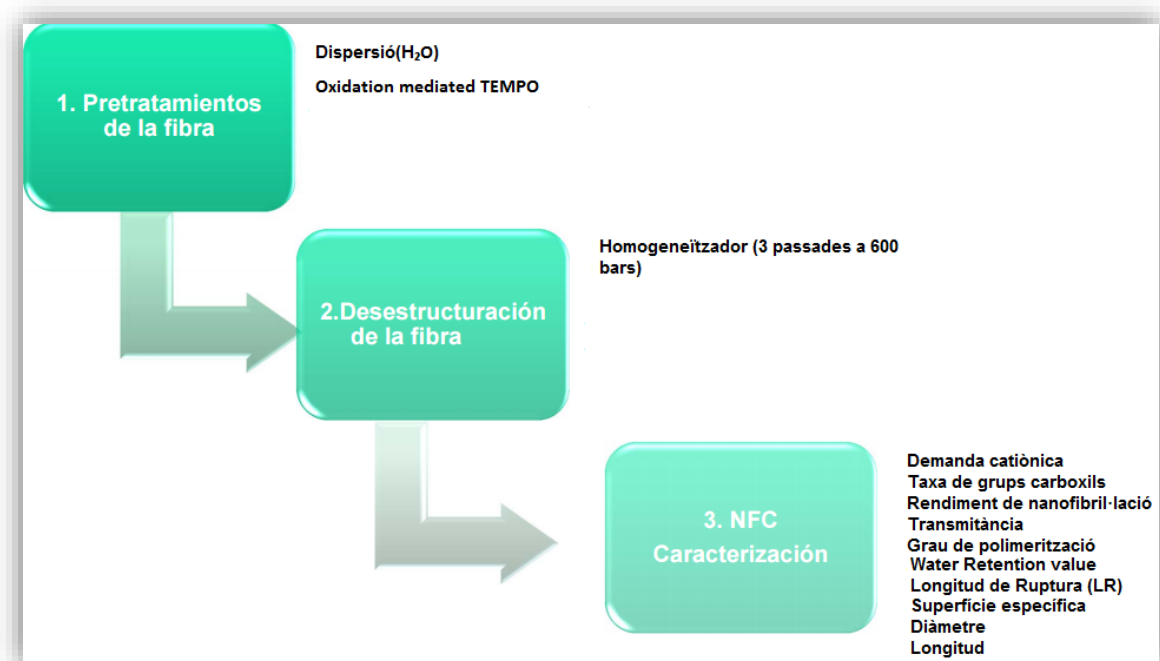 1. Pretratamientos
de la fibra
Dispersió(H₂O)
Oxidation mediated TEMPO
2.Desestructuración
de la fibra
Homogeneïtzador (3 passades a 600
bars)
3. NFC
Caracterización
Demanda catiònica
Taxa de grups carboxils
Rendiment de nanofibril·lació
Transmitància
Grau de polimerització
Water Retention value
Longitud de Ruptura (LR)
Superfície específica
Diàmetre
Longitud